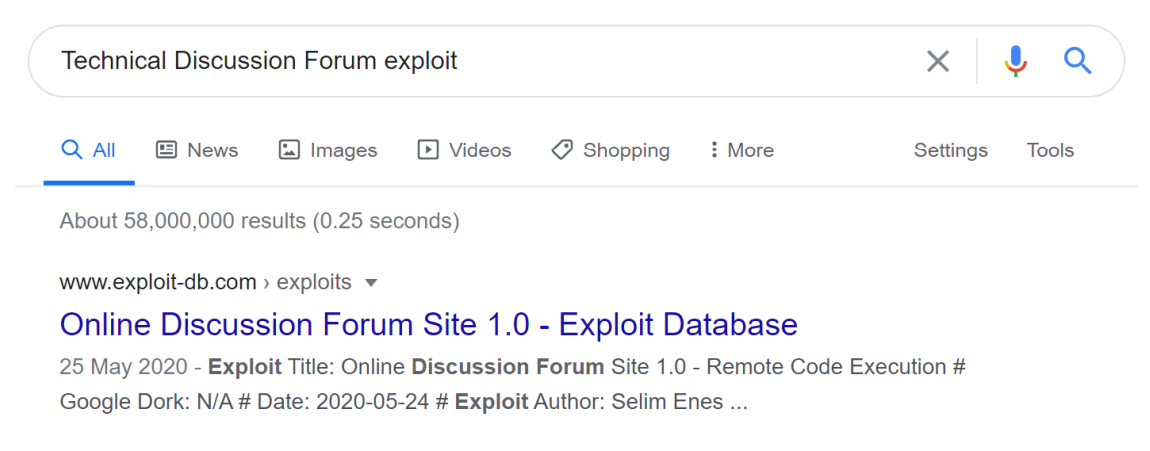 Technical Discussion Forum exploit
All News Images Videos Shopping More Settings Tools
About 58,000,000 results (0.25 seconds)
www.exploit-db.com › exploits
Online Discussion Forum Site 1.0 - Exploit Database
25 May 2020 - Exploit Title: Online Discussion Forum Site 1.0 - Remote Code Execution #
Google Dork: N/A # Date: 2020-05-24 # Exploit Author: Selim Enes ...